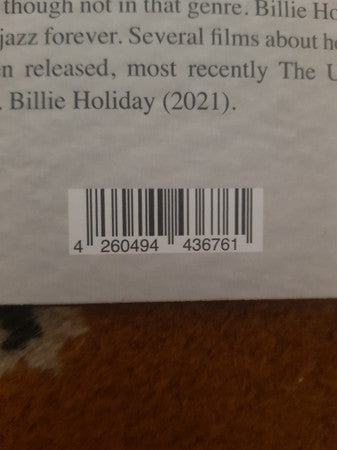 though not in that genre. Billie
jazz forever. Several films about
released, most recently The
Billie Holiday (2021).
4 260494 436761